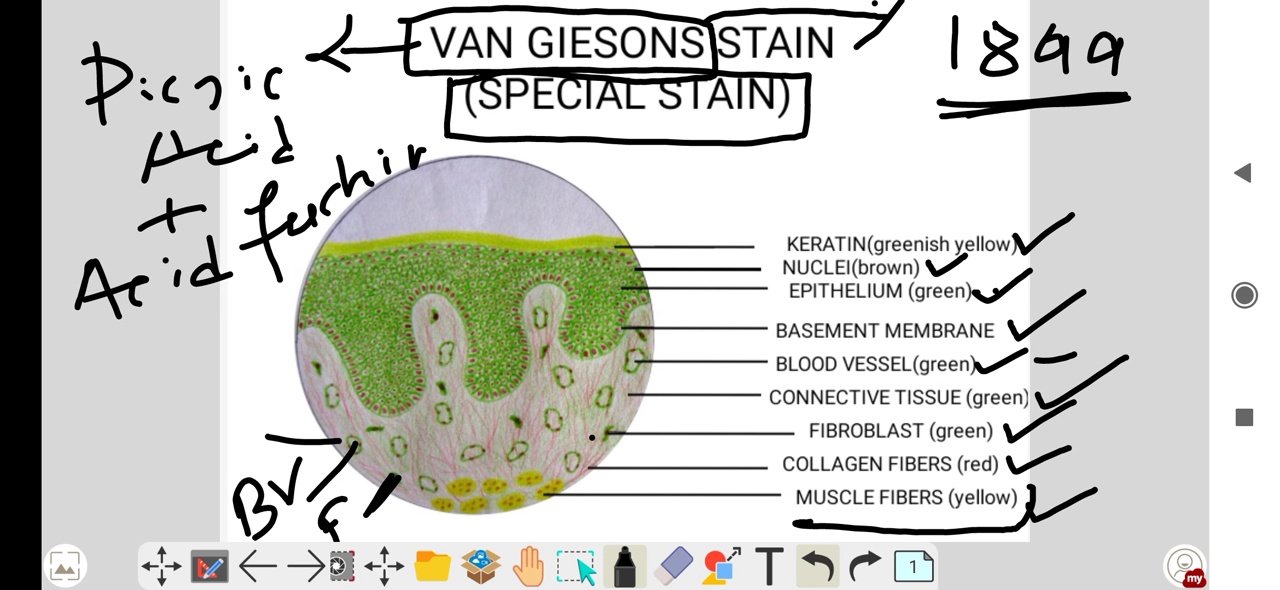 VAN GIESONS STAIN
(SPECIAL STAIN)
1899
Picric
Acid
+
Acid fuchin
KERATIN(greenish yellow)
NUCLEI(brown)
EPITHELIUM (green)
BASEMENT MEMBRANE
BLOOD VESSEL(green)
CONNECTIVE TISSUE (green)
FIBROBLAST (green)
COLLAGEN FIBERS (red)
MUSCLE FIBERS (yellow)
BV
T
1
my